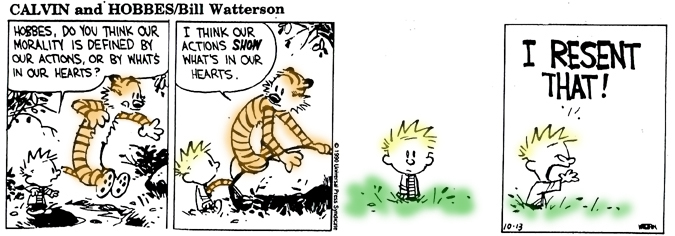 CALVIN and HOBBES/Bill Watterson
HOBBES, DO YOU THINK OUR
MORALITY IS DEFINED BY
OUR ACTIONS, OR BY WHAT'S
IN OUR HEARTS?
I THINK OUR
ACTIONS SHOW
WHAT'S IN OUR
HEARTS.
© 1990 Universal Press Syndicate
I RESENT
THAT!
10-13